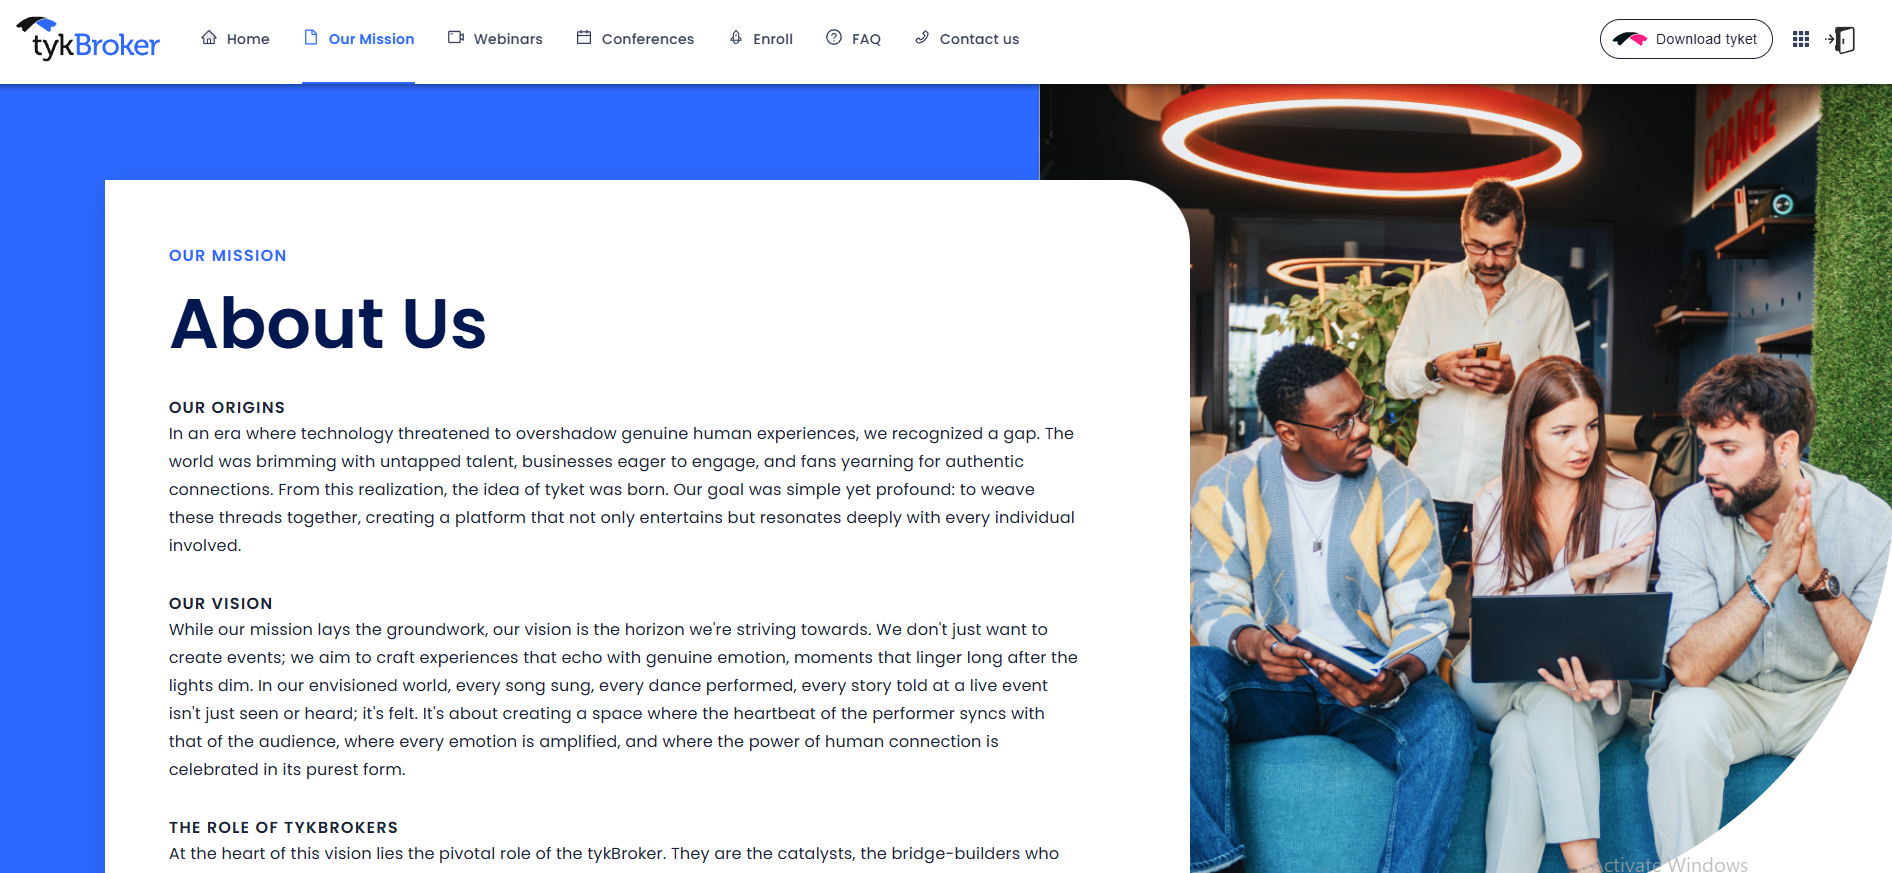 tykBroker
Home
Our Mission
Webinars
Conferences
Enroll
FAQ
Contact us
Download tyket
CHANGE
OUR MISSION
About Us
OUR ORIGINS
In an era where technology threatened to overshadow genuine human experiences, we recognized a gap. The
world was brimming with untapped talent, businesses eager to engage, and fans yearning for authentic
connections. From this realization, the idea of tyket was born. Our goal was simple yet profound: to weave
these threads together, creating a platform that not only entertains but resonates deeply with every individual
involved.
OUR VISION
While our mission lays the groundwork, our vision is the horizon we're striving towards. We don't just want to
create events; we aim to craft experiences that echo with genuine emotion, moments that linger long after the
lights dim. In our envisioned world, every song sung, every dance performed, every story told at a live event
isn't just seen or heard; it's felt. It's about creating a space where the heartbeat of the performer syncs with
that of the audience, where every emotion is amplified, and where the power of human connection is
celebrated in its purest form.
THE ROLE OF TYKBROKERS
At the heart of this vision lies the pivotal role of the tykBroker. They are the catalysts, the bridge-builders who
Activate Windows